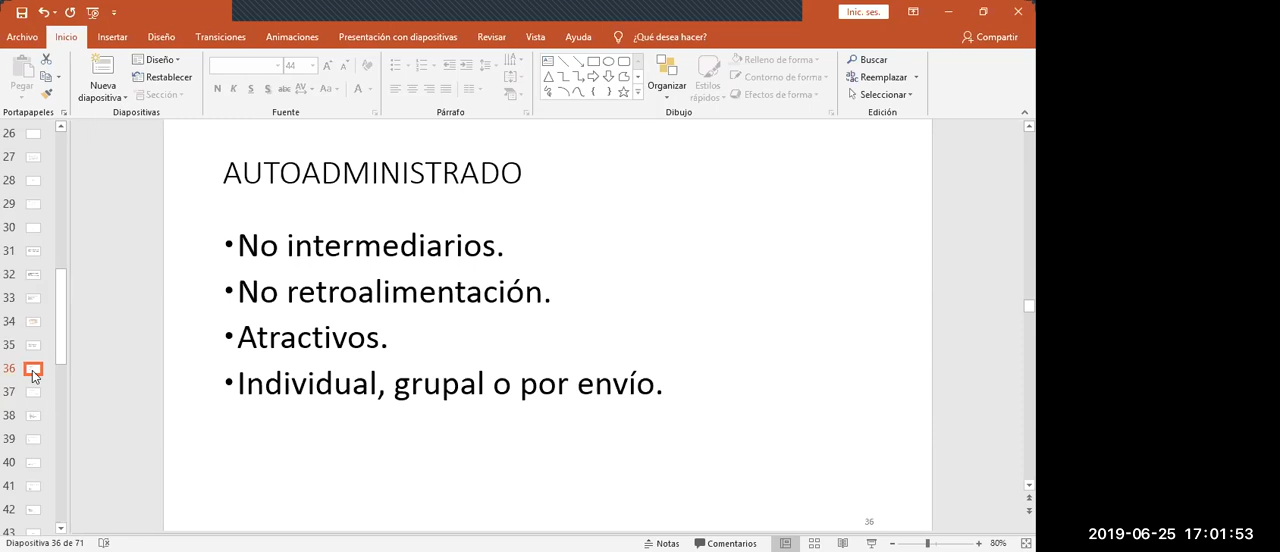 Inic. ses.
Archivo Inicio Insertar Diseño Transiciones Animaciones Presentación con diapositivas Revisar Vista Ayuda ¿Qué desea hacer? Compartir
Pegar
Nueva diapositiva
Diseño
Restablecer
Sección
44
N K S S abc AV Aa A
Organizar
Estilos rápidos
Relleno de forma
Contorno de forma
Efectos de forma
Buscar
Reemplazar
Seleccionar
Portapapeles Diapositivas Fuente Párrafo Dibujo Edición
26
27
28
29
30
31
32
33
34
35
36
37
38
39
40
41
42
43
AUTOADMINISTRADO
•No intermediarios.
•No retroalimentación.
•Atractivos.
•Individual, grupal o por envío.
36
Diapositiva 36 de 71 Notas Comentarios 80%
2019-06-25 17:01:53